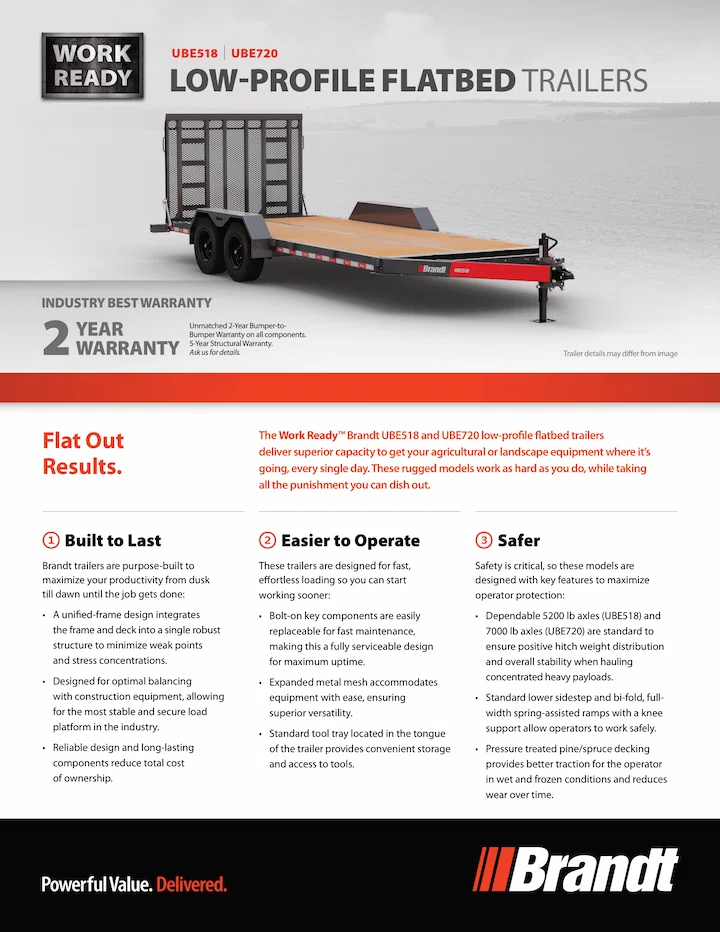 WORK
READY
UBE518 | UBE720
LOW-PROFILE FLATBED TRAILERS
Brandt UBE518
INDUSTRY BEST WARRANTY
2 YEAR
WARRANTY
Unmatched 2-Year Bumper-to-
Bumper Warranty on all components.
5-Year Structural Warranty.
Ask us for details.
Trailer details may differ from image
Flat Out
Results.
The Work Ready™ Brandt UBE518 and UBE720 low-profile flatbed trailers
deliver superior capacity to get your agricultural or landscape equipment where it's
going, every single day. These rugged models work as hard as you do, while taking
all the punishment you can dish out.
1 Built to Last
Brandt trailers are purpose-built to
maximize your productivity from dusk
till dawn until the job gets done:
• A unified-frame design integrates
the frame and deck into a single robust
structure to minimize weak points
and stress concentrations.
• Designed for optimal balancing
with construction equipment, allowing
for the most stable and secure load
platform in the industry.
• Reliable design and long-lasting
components reduce total cost
of ownership.
2 Easier to Operate
These trailers are designed for fast,
effortless loading so you can start
working sooner:
• Bolt-on key components are easily
replaceable for fast maintenance,
making this a fully serviceable design
for maximum uptime.
• Expanded metal mesh accommodates
equipment with ease, ensuring
superior versatility.
• Standard tool tray located in the tongue
of the trailer provides convenient storage
and access to tools.
3 Safer
Safety is critical, so these models are
designed with key features to maximize
operator protection:
• Dependable 5200 lb axles (UBE518) and
7000 lb axles (UBE720) are standard to
ensure positive hitch weight distribution
and overall stability when hauling
concentrated heavy payloads.
• Standard lower sidestep and bi-fold, full-
width spring-assisted ramps with a knee
support allow operators to work safely.
• Pressure treated pine/spruce decking
provides better traction for the operator
in wet and frozen conditions and reduces
wear over time.
Powerful Value. Delivered.
Brandt